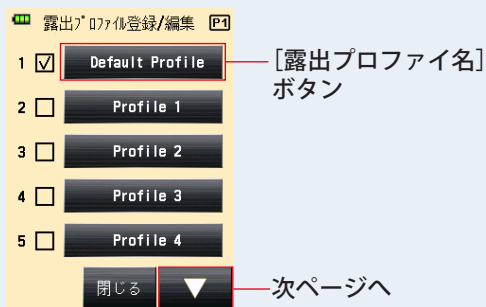 露出プロファイル登録/編集 P1
1 Default Profile
[露出プロファイ名]
ボタン
2 Profile 1
3 Profile 2
4 Profile 3
5 Profile 4
閉じる
次ページへ